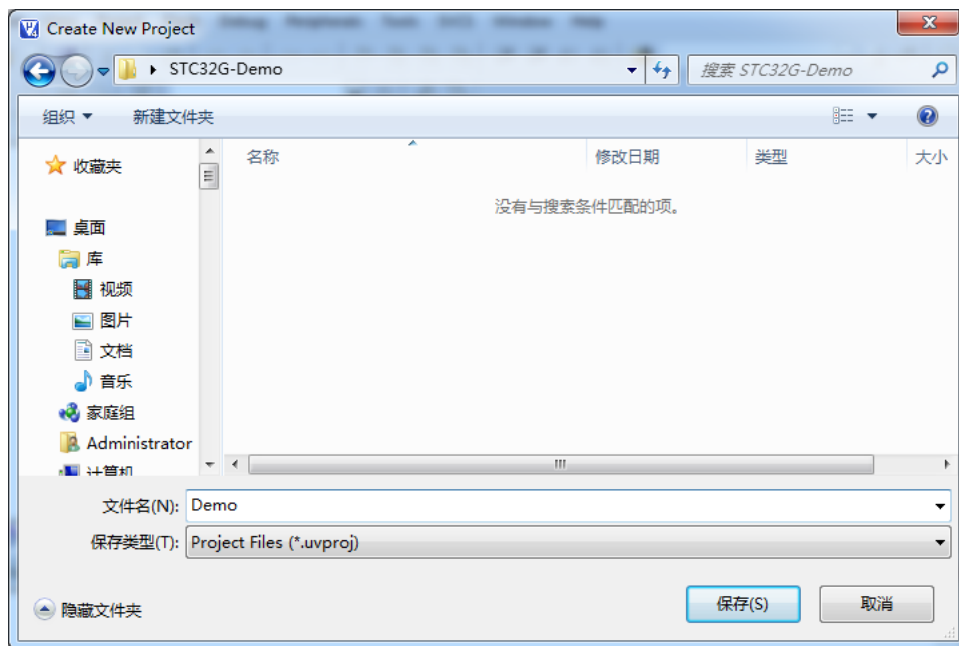 Create New Project
STC32G-Demo
搜索 STC32G-Demo
组织
新建文件夹
收藏夹
名称
修改日期
类型
大小
没有与搜索条件匹配的项。
桌面
库
视频
图片
文档
音乐
家庭组
Administrator
计算机
文件名(N): Demo
保存类型(T): Project Files (*.uvproj)
隐藏文件夹
保存(S)
取消